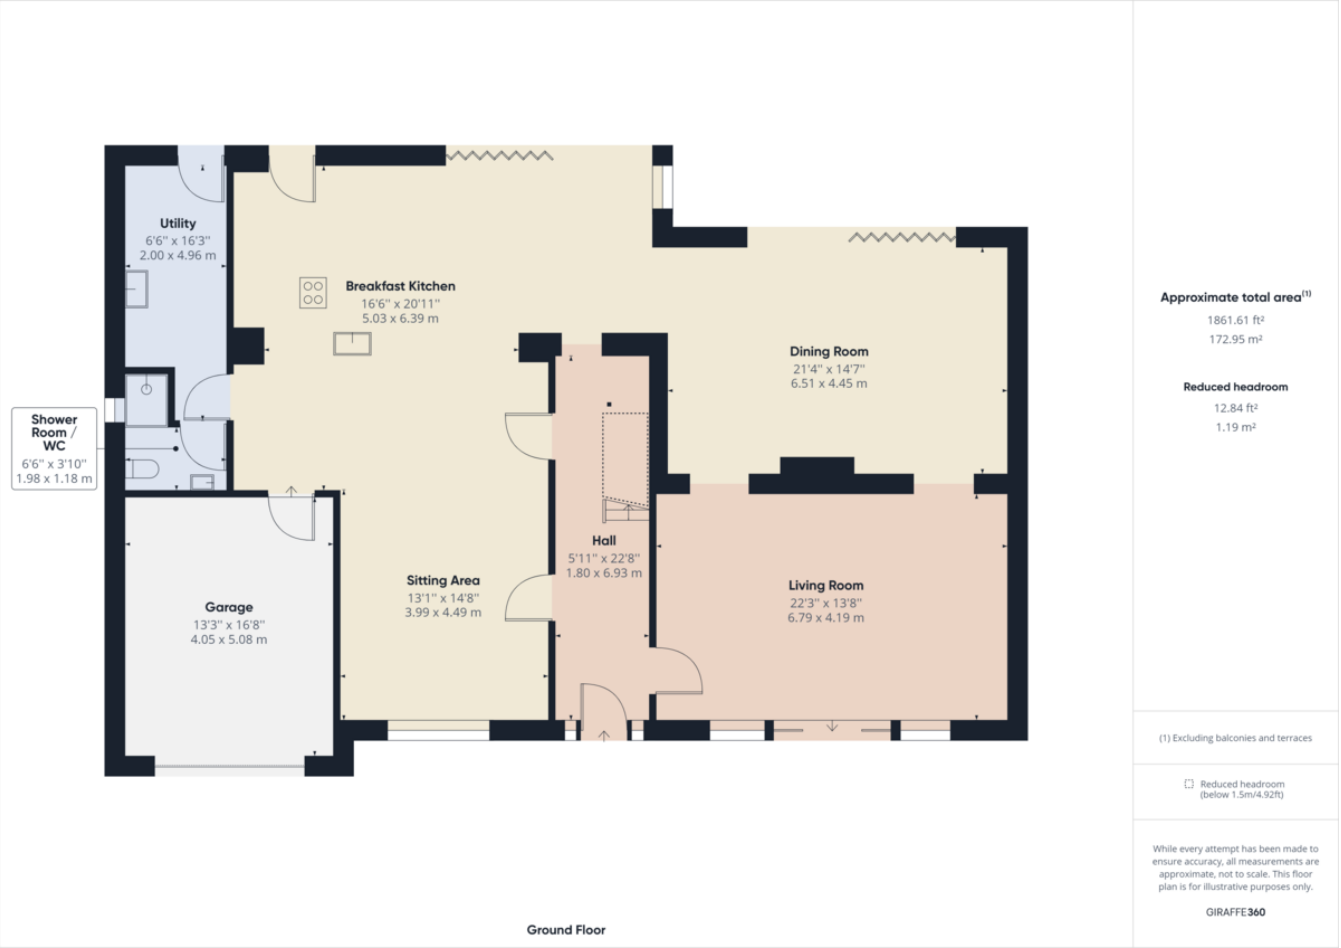 Utility
6'6" x 16'3"
2.00 x 4.96 m
Breakfast Kitchen
16'6" x 20'11"
5.03 x 6.39 m
Dining Room
21'4" x 14'7"
6.51 x 4.45 m
Shower
Room /
WC
6'6" x 3'10"
1.98 x 1.18 m
Hall
5'11" x 22'8"
1.80 x 6.93 m
Sitting Area
13'1" x 14'8"
3.99 x 4.49 m
Living Room
22'3" x 13'8"
6.79 x 4.19 m
Garage
13'3" x 16'8"
4.05 x 5.08 m
Ground Floor
Approximate total area(1)
1861.61 ft²
172.95 m²
Reduced headroom
12.84 ft²
1.19 m²
(1) Excluding balconies and terraces
Reduced headroom
(below 1.5m/4.92ft)
While every attempt has been made to
ensure accuracy, all measurements are
approximate, not to scale. This floor
plan is for illustrative purposes only.
GIRAFFE360